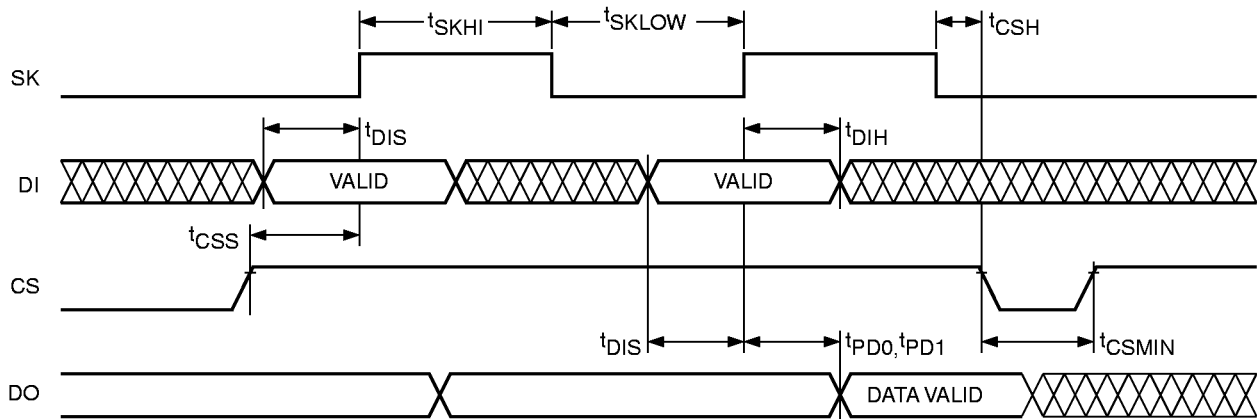 tSKHI tSKLOW tCSH
SK
tDIS tDIH
DI VALID VALID
tCSS
CS
tDIS tPD0,tPD1 tCSMIN
DO DATA VALID